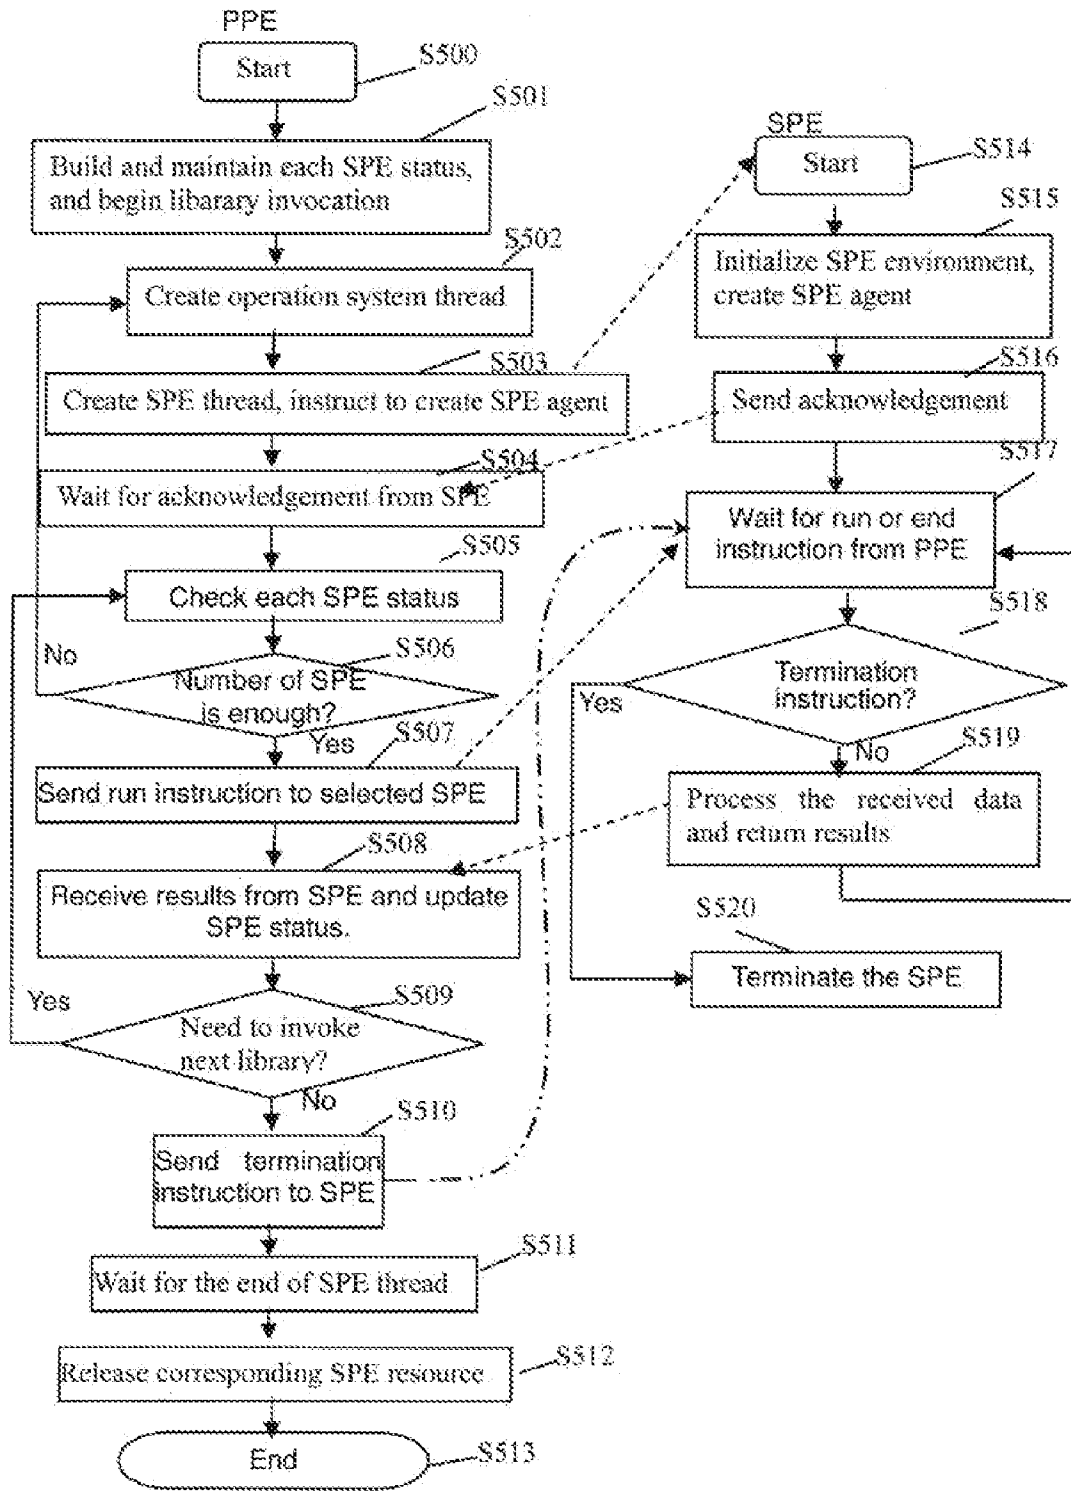 PPE
Start
S500
S501
Build and maintain each SPE status,
and begin libarary invocation
S502
Create operation system thread
S503
Create SPE thread, instruct to create SPE agent
S504
Wait for acknowledgement from SPE
S505
Check each SPE status
No
S506
Number of SPE
is enough?
Yes
S507
Send run instruction to selected SPE
S508
Receive results from SPE and update
SPE status.
Yes
S509
Need to invoke
next library?
No
S510
Send termination
instruction to SPE
S511
Wait for the end of SPE thread
S512
Release corresponding SPE resource
End
S513
SPE
Start
S514
S515
Initialize SPE environment,
create SPE agent
S516
Send acknowledgement
S517
Wait for run or end
instruction from PPE
S518
Termination
instruction?
Yes
No
S519
Process the received data
and return results
S520
Terminate the SPE